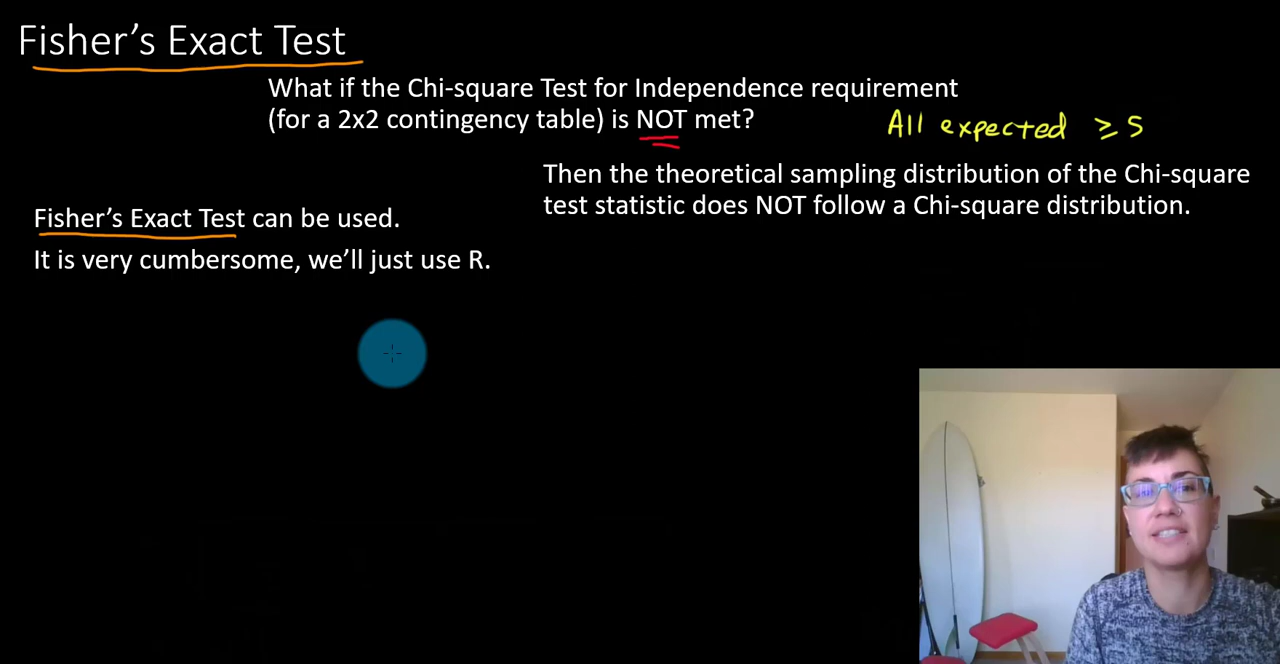 Fisher’s Exact Test
What if the Chi-square Test for Independence requirement
(for a 2x2 contingency table) is NOT met?
All expected ≥ 5
Then the theoretical sampling distribution of the Chi-square
test statistic does NOT follow a Chi-square distribution.
Fisher’s Exact Test can be used.
It is very cumbersome, we’ll just use R.